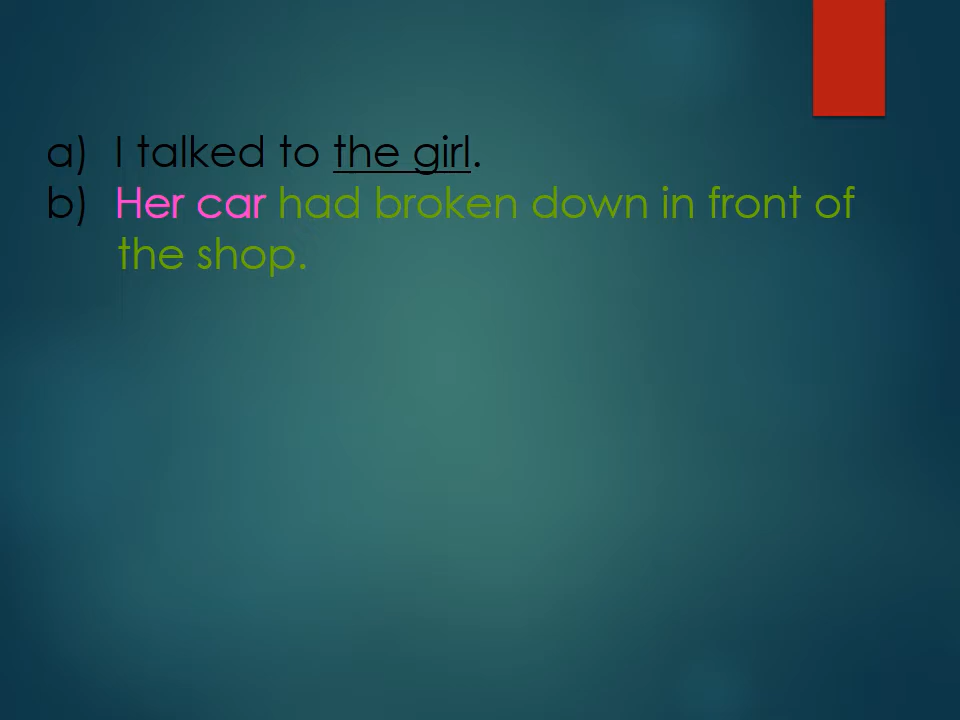 a) I talked to the girl.
b) Her car had broken down in front of
the shop.